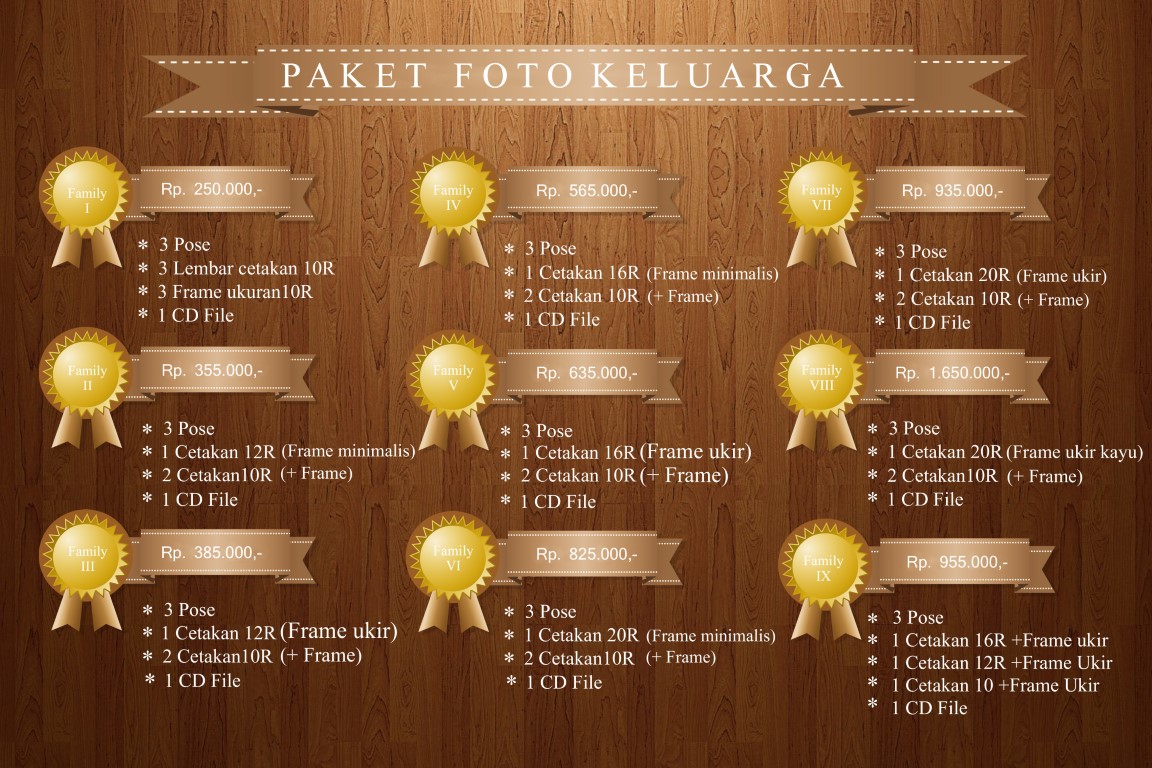 PAKET FOTO KELUARGA
Family
I
Rp. 250.000,-
* 3 Pose
* 3 Lembar cetakan 10R
* 3 Frame ukuran10R
* 1 CD File
Family
II
Rp. 355.000,-
* 3 Pose
* 1 Cetakan 12R (Frame minimalis)
* 2 Cetakan10R (+ Frame)
* 1 CD File
Family
III
Rp. 385.000,-
* 3 Pose
* 1 Cetakan 12R (Frame ukir)
* 2 Cetakan10R (+ Frame)
* 1 CD File
Family
IV
Rp. 565.000,-
* 3 Pose
* 1 Cetakan 16R (Frame minimalis)
* 2 Cetakan 10R (+ Frame)
* 1 CD File
Family
V
Rp. 635.000,-
* 3 Pose
* 1 Cetakan 16R (Frame ukir)
* 2 Cetakan 10R (+ Frame)
* 1 CD File
Family
VI
Rp. 825.000,-
* 3 Pose
* 1 Cetakan 20R (Frame minimalis)
* 2 Cetakan10R (+ Frame)
* 1 CD File
Family
VII
Rp. 935.000,-
* 3 Pose
* 1 Cetakan 20R (Frame ukir)
* 2 Cetakan 10R (+ Frame)
* 1 CD File
Family
VIII
Rp. 1.650.000,-
* 3 Pose
* 1 Cetakan 20R (Frame ukir kayu)
* 2 Cetakan10R (+ Frame)
* 1 CD File
Family
IX
Rp. 955.000,-
* 3 Pose
* 1 Cetakan 16R +Frame ukir
* 1 Cetakan 12R +Frame Ukir
* 1 Cetakan 10 +Frame Ukir
* 1 CD File